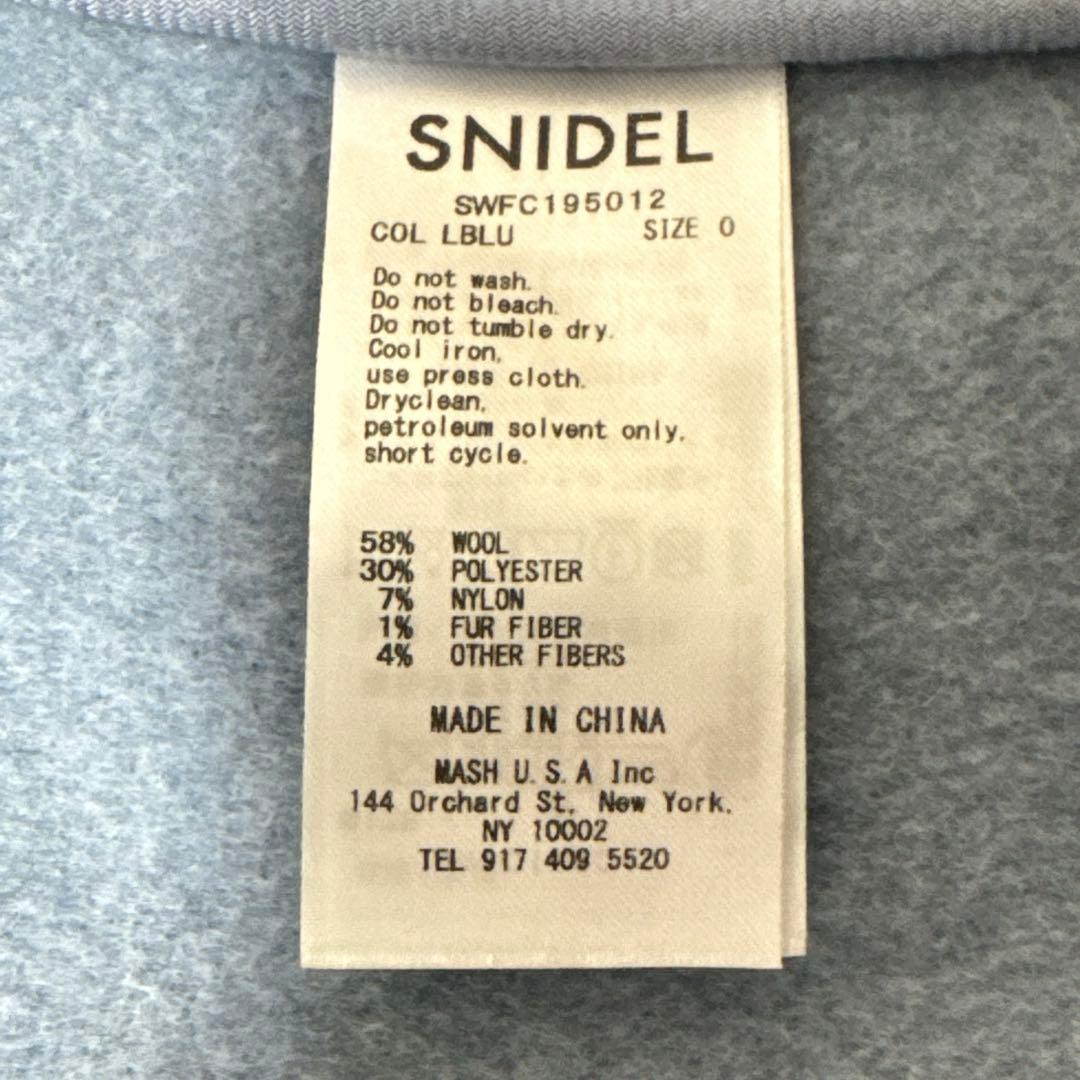 SNIDEL
SWFC195012
COL LBLU SIZE 0
Do not wash.
Do not bleach.
Do not tumble dry.
Cool iron,
use press cloth.
Dryclean,
petroleum solvent only,
short cycle.
58% WOOL
30% POLYESTER
7% NYLON
1% FUR FIBER
4% OTHER FIBERS
MADE IN CHINA
MASH U.S.A Inc
144 Orchard St, New York,
NY 10002
TEL 917 409 5520